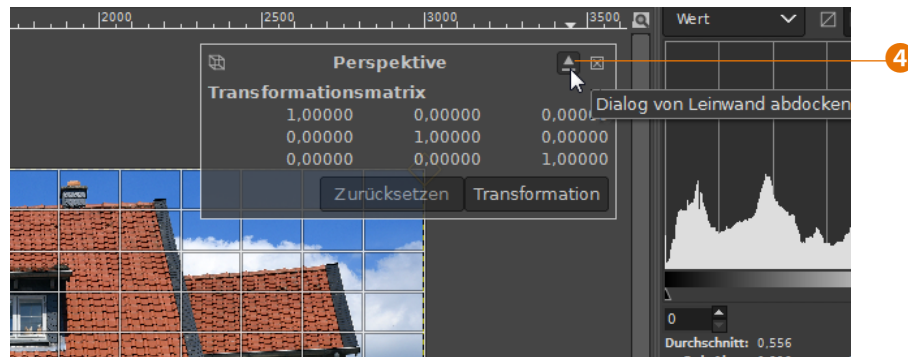 2000 2500 3000 3500
Wert
Perspektive
4
Transformationsmatrix
Dialog von Leinwand abdocken
1,00000 0,00000 0,00000
0,00000 1,00000 0,00000
0,00000 0,00000 1,00000
Zurücksetzen Transformation
0
Durchschnitt: 0,556